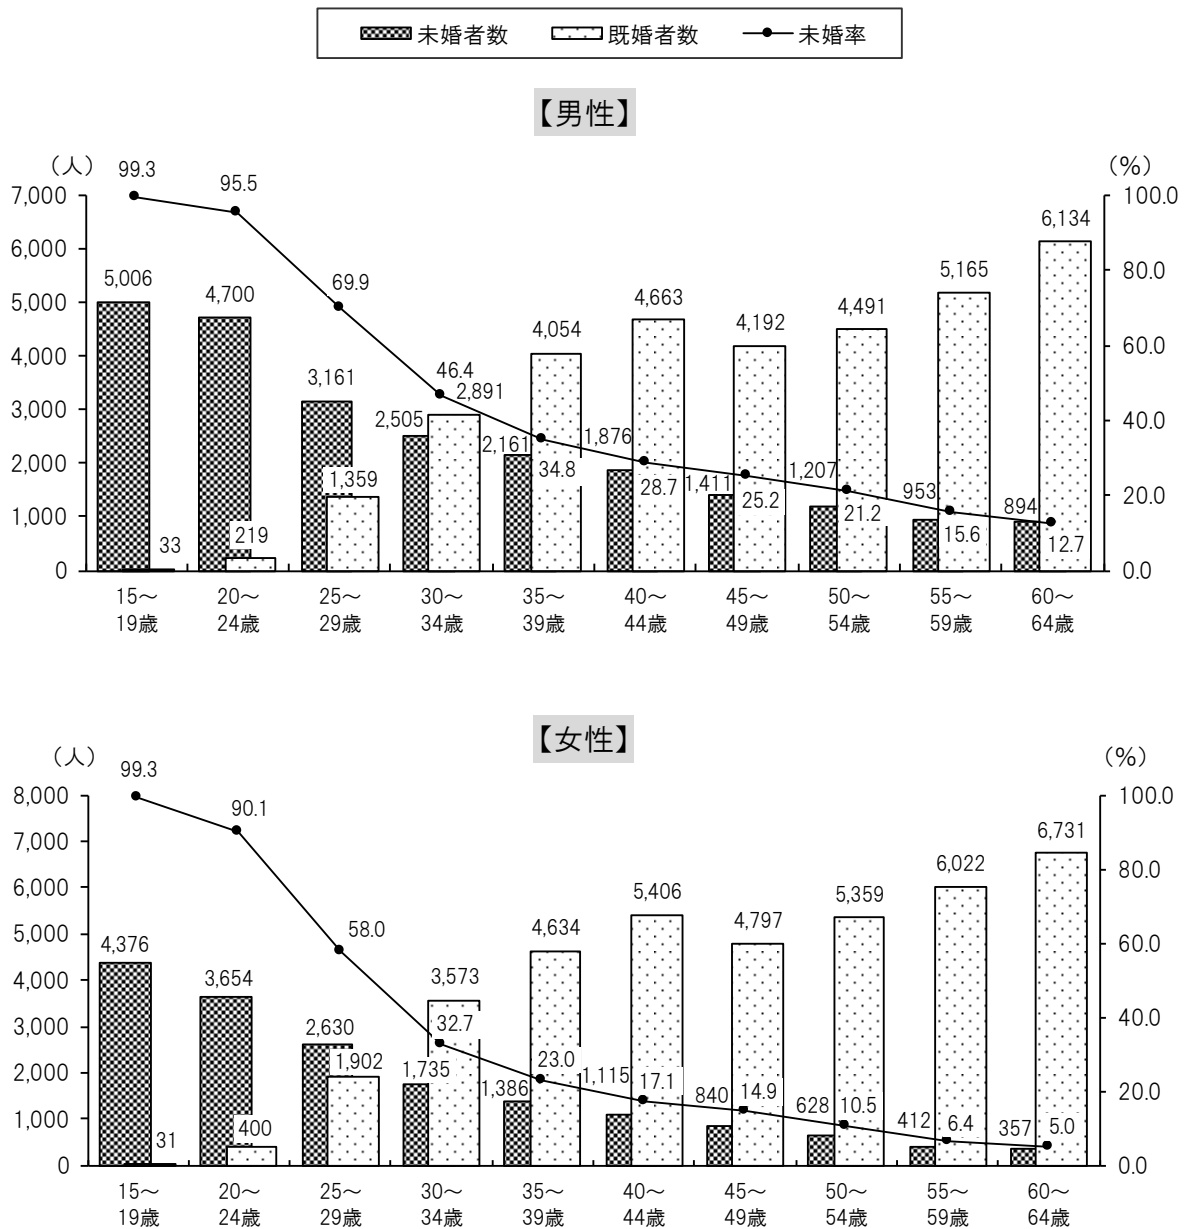 未婚者数 既婚者数 未婚率
【男性】
（人） （％）
99.3 95.5 69.9 46.4 34.8 28.7 25.2 21.2 15.6 12.7
7,000
6,000
5,000
4,000
3,000
2,000
1,000
0
100.0
80.0
60.0
40.0
20.0
0.0
5,006 4,700 3,161 2,505 2,161 1,876 1,411 1,207 953 894
33 219 1,359 2,891 4,054 4,663 4,192 4,491 5,165 6,134
15～ 20～ 25～ 30～ 35～ 40～ 45～ 50～ 55～ 60～
19歳 24歳 29歳 34歳 39歳 44歳 49歳 54歳 59歳 64歳
【女性】
（人） （％）
99.3 90.1 58.0 32.7 23.0 17.1 14.9 10.5 6.4 5.0
8,000
7,000
6,000
5,000
4,000
3,000
2,000
1,000
0
100.0
80.0
60.0
40.0
20.0
0.0
4,376 3,654 2,630 1,735 1,386 1,115 840 628 412 357
31 400 1,902 3,573 4,634 5,406 4,797 5,359 6,022 6,731
15～ 20～ 25～ 30～ 35～ 40～ 45～ 50～ 55～ 60～
19歳 24歳 29歳 34歳 39歳 44歳 49歳 54歳 59歳 64歳